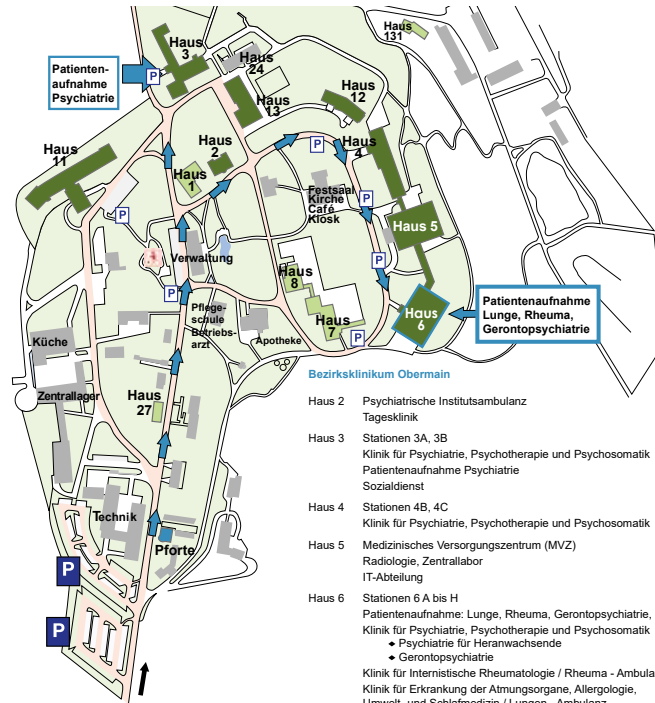 Haus
131
Haus
3
Haus
24
Patienten-
aufnahme
Psychiatrie
P
Haus
13
Haus
12
Haus
11
Haus
2
Haus
4
P
Haus
1
P
Festsaal
Kirche
Café
Kiosk
P
Haus 5
Verwaltung
P
Haus
8
P
Pflege-
schule
Betriebs-
arzt
Haus
7
Haus
6
Patientenaufnahme
Lunge, Rheuma,
Gerontopsychiatrie
Küche
Apotheke
P
Zentrallager
Haus
27
Technik
Pforte
P
P
Bezirksklinikum Obermain
Haus 2 Psychiatrische Institutsambulanz
Tagesklinik
Haus 3 Stationen 3A, 3B
Klinik für Psychiatrie, Psychotherapie und Psychosomatik
Patientenaufnahme Psychiatrie
Sozialdienst
Haus 4 Stationen 4B, 4C
Klinik für Psychiatrie, Psychotherapie und Psychosomatik
Haus 5 Medizinisches Versorgungszentrum (MVZ)
Radiologie, Zentrallabor
IT-Abteilung
Haus 6 Stationen 6 A bis H
Patientenaufnahme: Lunge, Rheuma, Gerontopsychiatrie,
Klinik für Psychiatrie, Psychotherapie und Psychosomatik
Psychiatrie für Heranwachsende
Gerontopsychiatrie
Klinik für Internistische Rheumatologie / Rheuma - Ambula
Klinik für Erkrankung der Atmungsorgane, Allergologie,
Umwelt- und Schlafmedizin / Lungen - Ambulanz